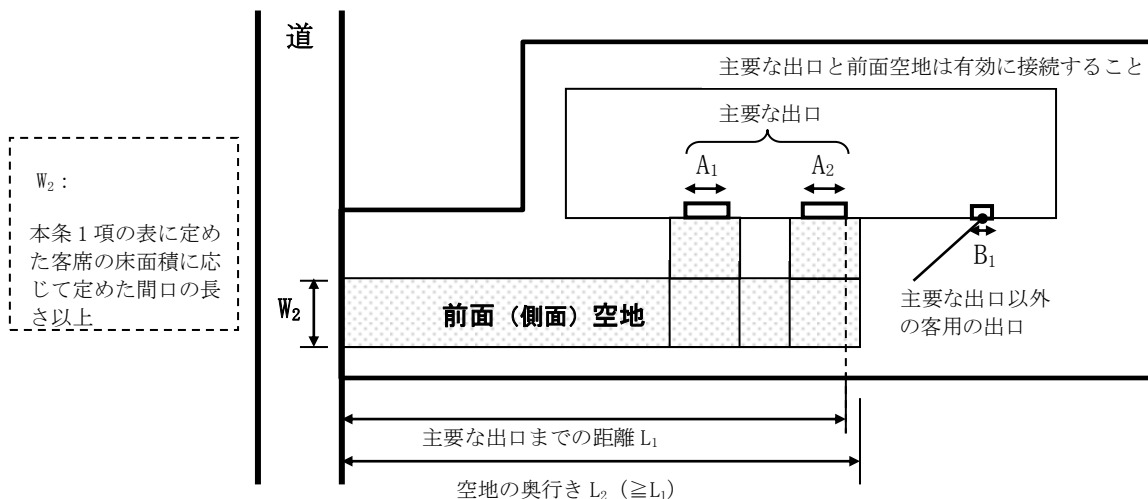 道
主要な出口と前面空地は有効に接続すること
主要な出口
A₁
A₂
B₁
主要な出口以外
の客用の出口
W₂：
本条１項の表に定め
た客席の床面積に応
じて定めた間口の長
さ以上
W₂
前面（側面）空地
主要な出口までの距離 L₁
空地の奥行き L₂（≧L₁）